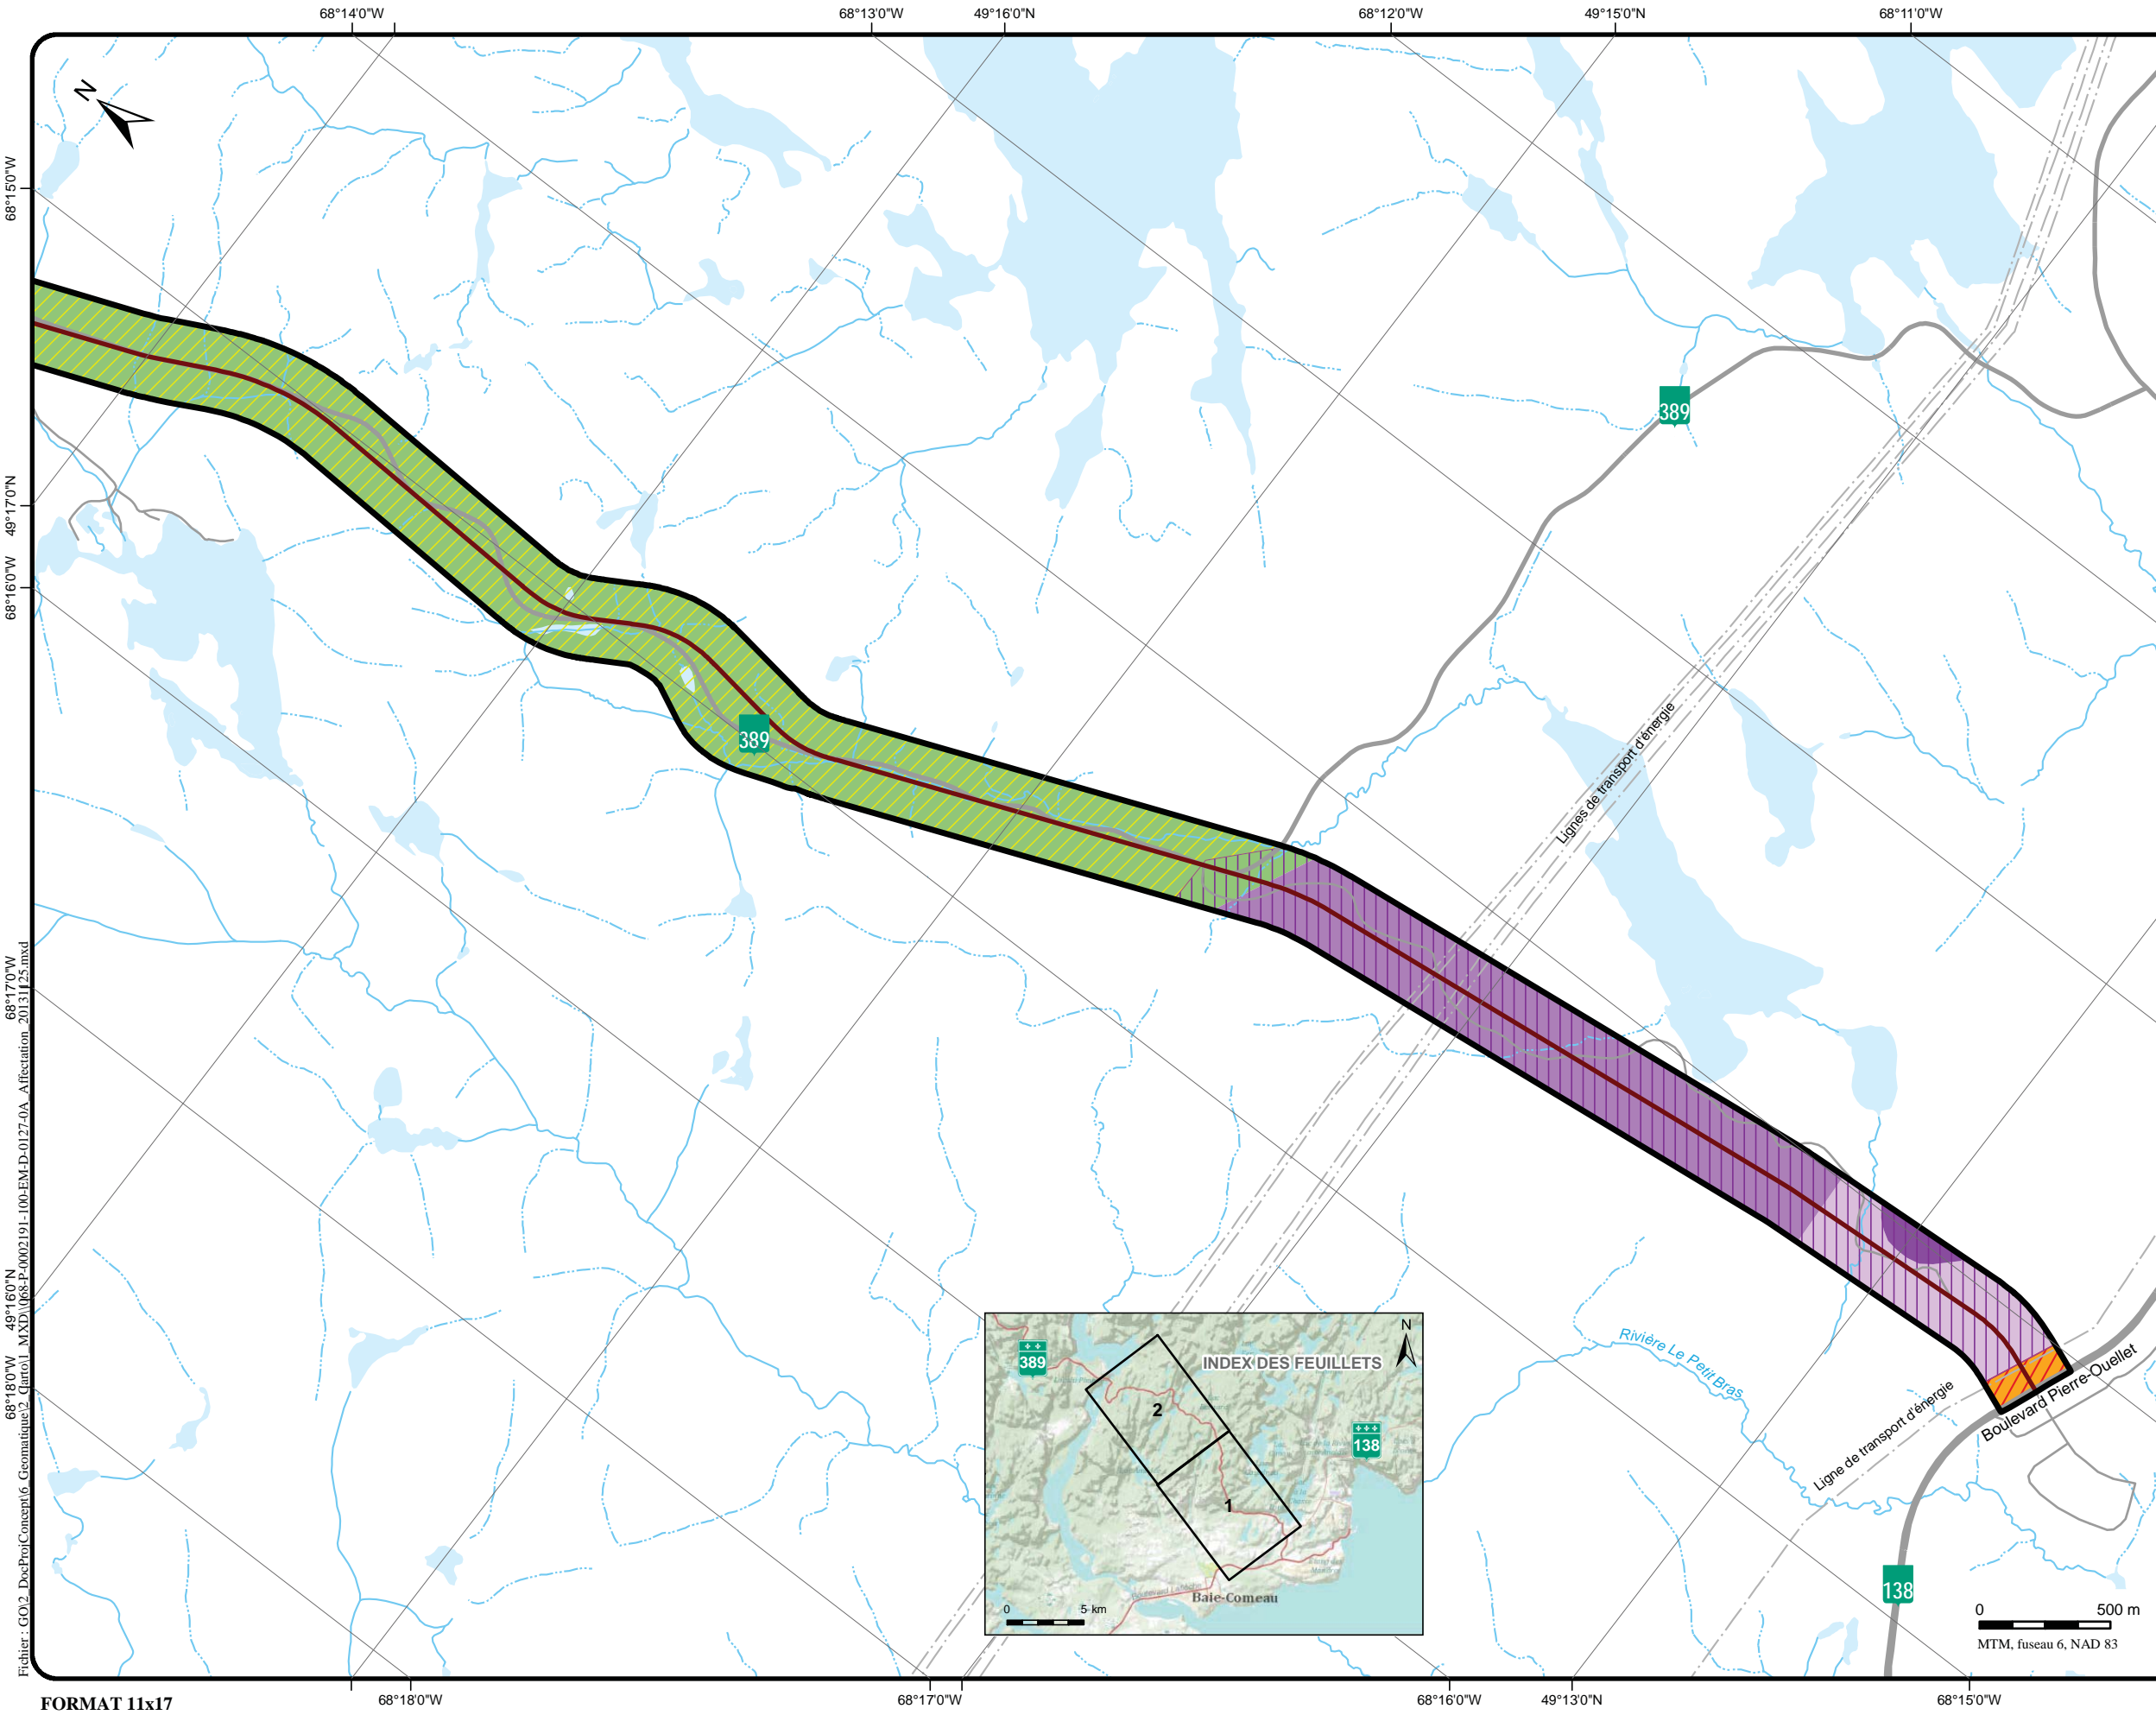 68°14'0"W
68°13'0"W
49°16'0"N
68°12'0"W
49°15'0"N
68°11'0"W
N
68°15'0"W
389
49°17'0"N
68°16'0"W
389
Lignes de transport d'énergie
68°17'0"W
49°16'0"N
68°18'0"W
Fichier : GO\2_DocProjConcept\6_Geomatique\2_Carto\1_MXD\068-P-0002191-100-EM-D-0127-0A_Affectation_20131125.mxd
Rivière Le Petit Bras
Ligne de transport d'énergie
Boulevard Pierre-Ouellet
138
N
389
INDEX DES FEUILLETS
2
138
1
Baie-Comeau
0 5 km
0 500 m
MTM, fuseau 6, NAD 83
68°18'0"W
68°17'0"W
68°16'0"W
49°13'0"N
68°15'0"W
FORMAT 11x17